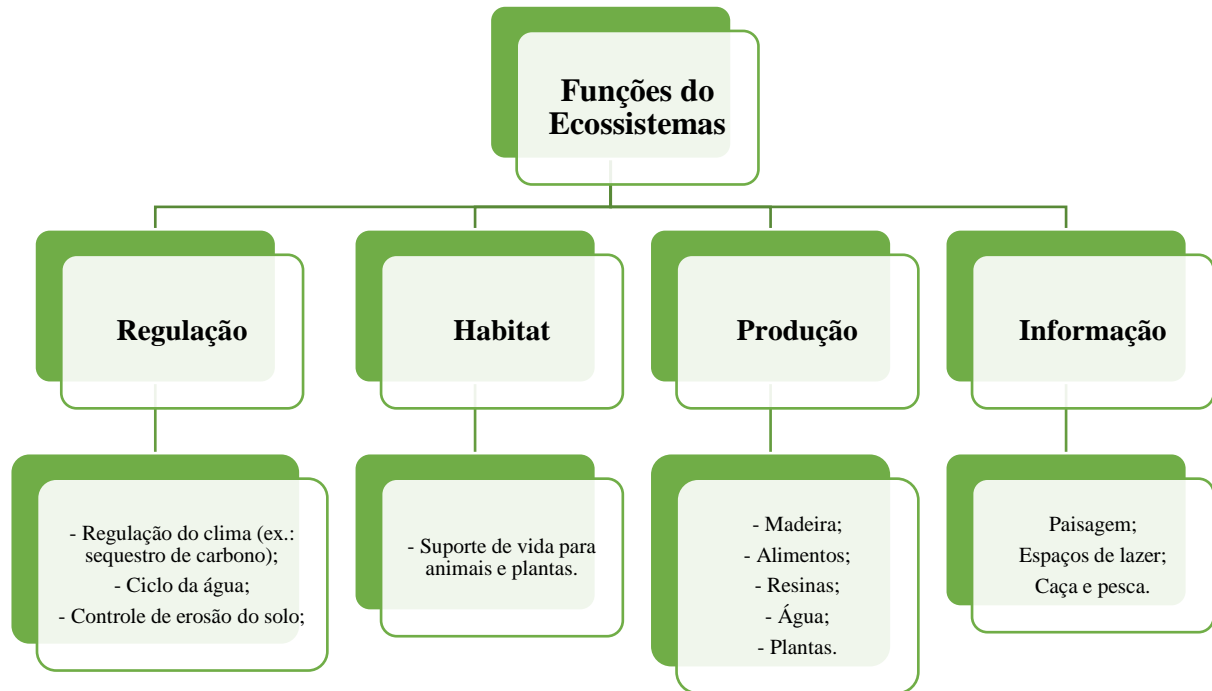 Funções do
Ecossistemas
Regulação
Habitat
Produção
Informação
- Regulação do clima (ex.:
sequestro de carbono);
- Ciclo da água;
- Controle de erosão do solo;
- Suporte de vida para
animais e plantas.
- Madeira;
- Alimentos;
- Resinas;
- Água;
- Plantas.
Paisagem;
Espaços de lazer;
Caça e pesca.